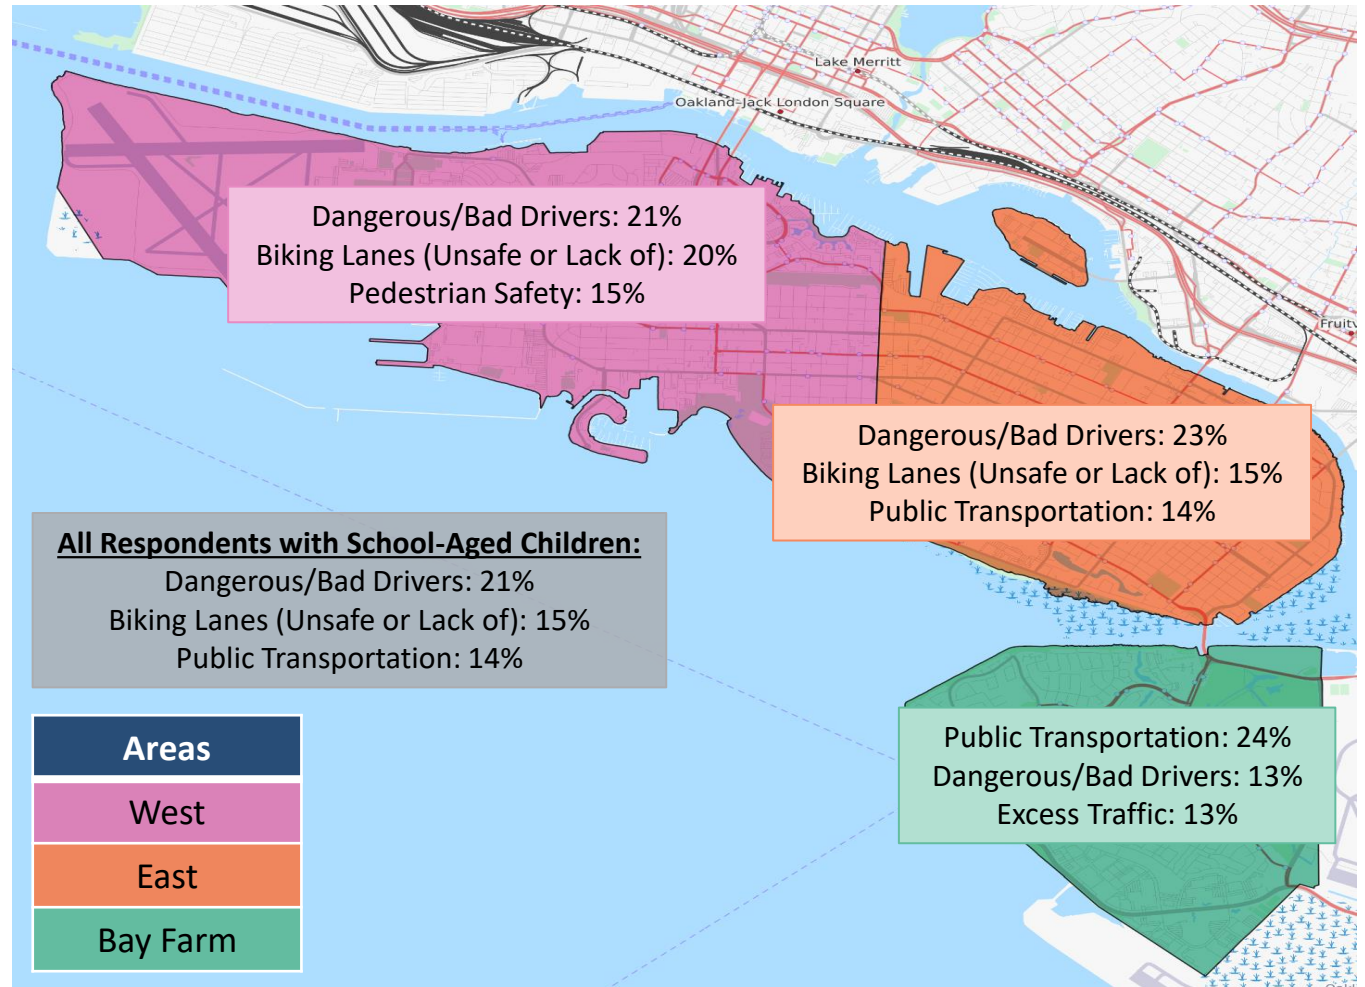 Lake Merritt
Oakland-Jack London Square
Dangerous/Bad Drivers: 21%
Biking Lanes (Unsafe or Lack of): 20%
Pedestrian Safety: 15%
Fruitv
Dangerous/Bad Drivers: 23%
Biking Lanes (Unsafe or Lack of): 15%
Public Transportation: 14%
All Respondents with School-Aged Children:
Dangerous/Bad Drivers: 21%
Biking Lanes (Unsafe or Lack of): 15%
Public Transportation: 14%
Public Transportation: 24%
Dangerous/Bad Drivers: 13%
Excess Traffic: 13%
Areas
West
East
Bay Farm